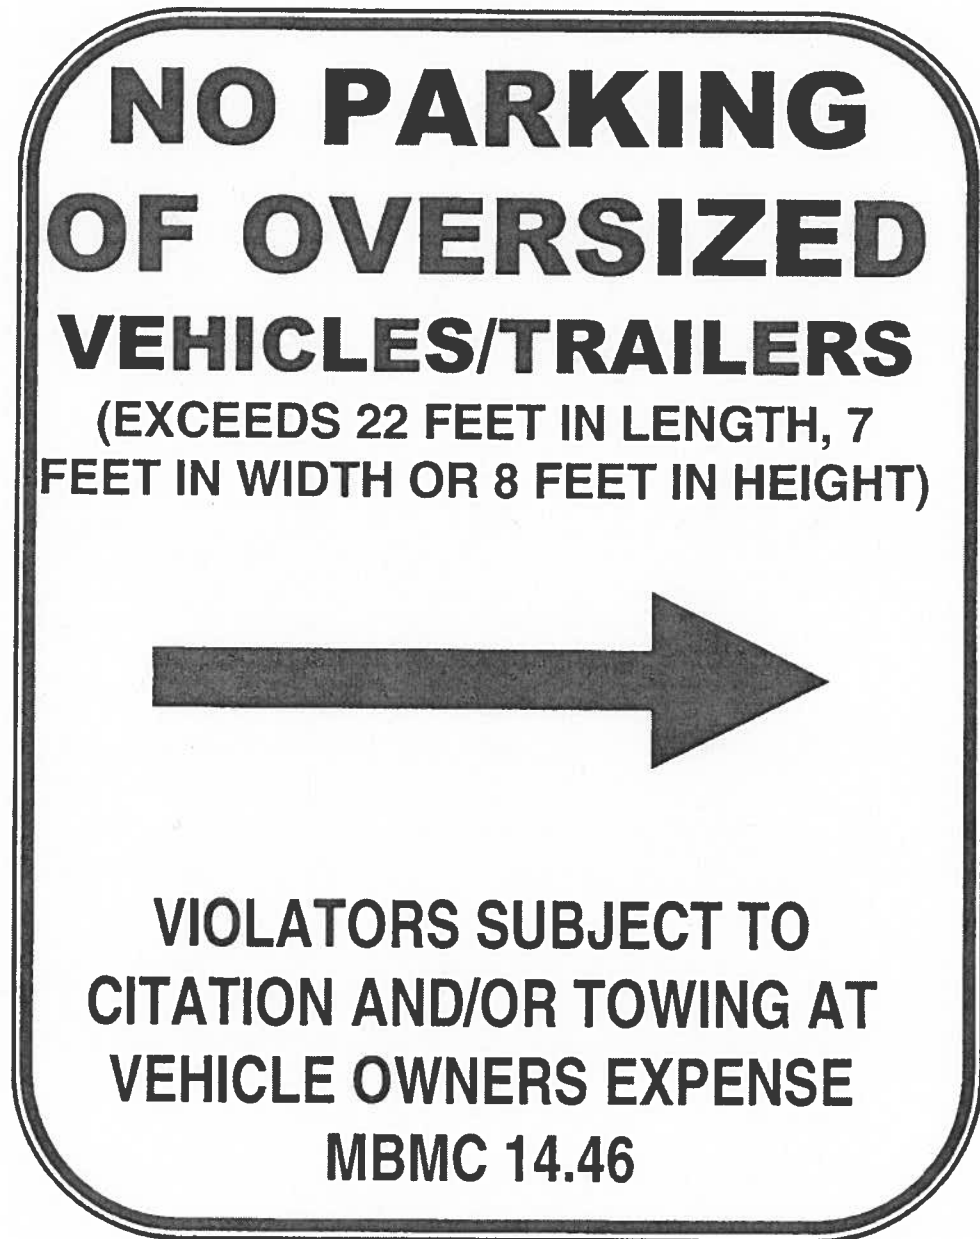 NO PARKING
OF OVERSIZED
VEHICLES/TRAILERS
(EXCEEDS 22 FEET IN LENGTH, 7
FEET IN WIDTH OR 8 FEET IN HEIGHT)
VIOLATORS SUBJECT TO
CITATION AND/OR TOWING AT
VEHICLE OWNERS EXPENSE
MBMC 14.46